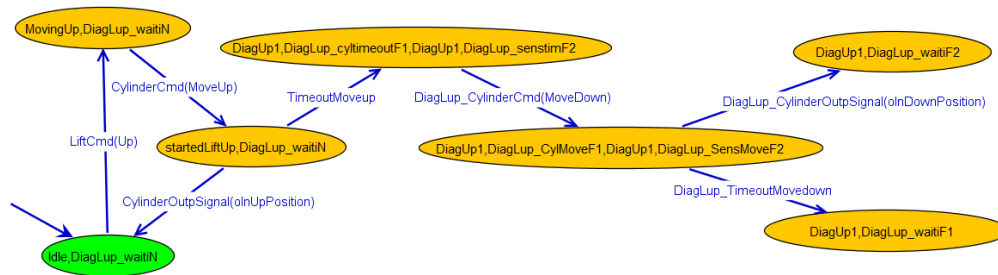 MovingUp,DiagLup_waitiN
DiagUp1,DiagLup_cyltimeoutF1,DiagUp1,DiagLup_senstimF2
DiagUp1,DiagLup_waitiF2
CylinderCmd(MoveUp)
TimeoutMoveup
DiagLup_CylinderCmd(MoveDown)
DiagLup_CylinderOutpSignal(oInDownPosition)
LiftCmd(Up)
startedLiftUp,DiagLup_waitiN
DiagUp1,DiagLup_CylMoveF1,DiagUp1,DiagLup_SensMoveF2
DiagLup_TimeoutMovedown
CylinderOutpSignal(oInUpPosition)
DiagUp1,DiagLup_waitiF1
Idle,DiagLup_waitiN